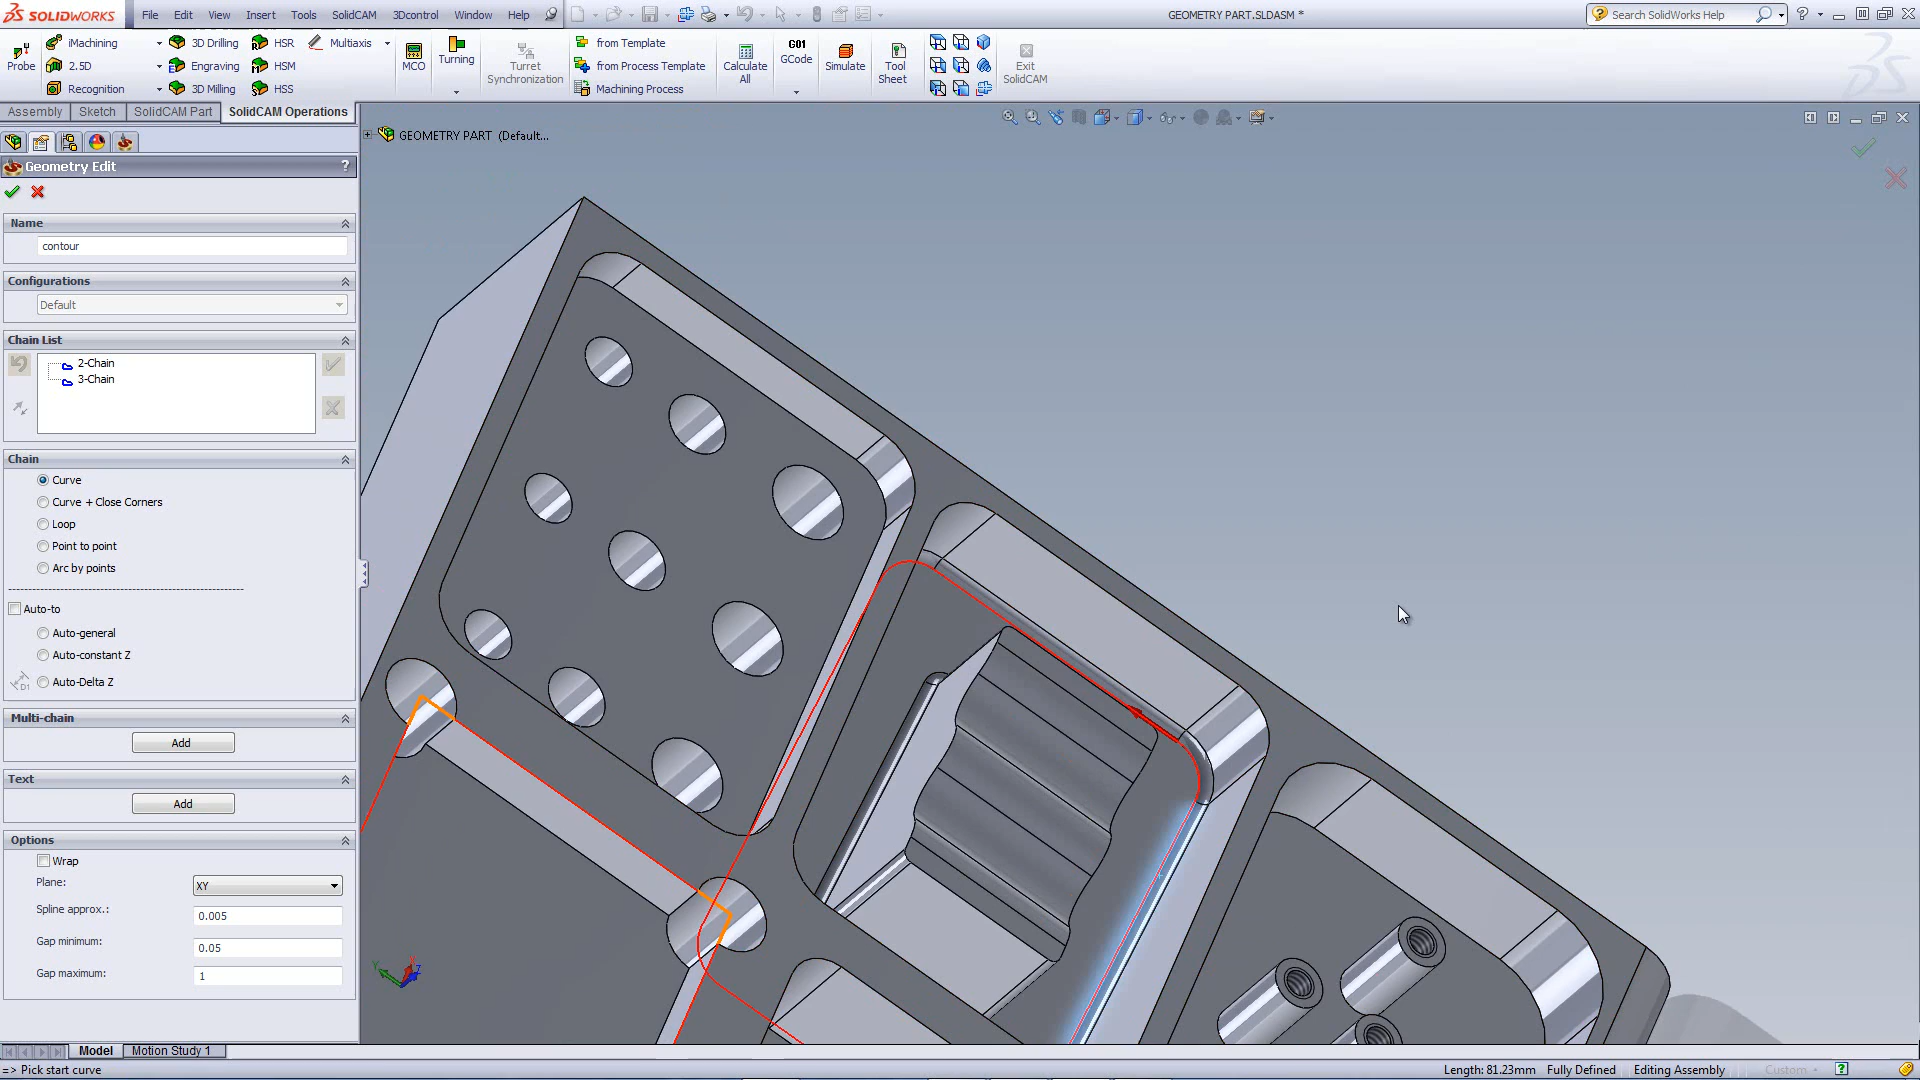 SOLIDWORKS File Edit View Insert Tools SolidCAM 3Dcontrol Window Help GEOMETRY PART.SLDASM * Search SolidWorks Help
Probe iMachining 3D Drilling HSR Multiaxis MCO Turning Turret Synchronization from Template Calculate All G01 GCode Simulate Tool Sheet Exit SolidCAM
2.5D Engraving HSM from Process Template
Recognition 3D Milling HSS Machining Process
Assembly Sketch SolidCAM Part SolidCAM Operations
GEOMETRY PART (Default...
Geometry Edit ?
Name
contour
Configurations
Default
Chain List
2-Chain
3-Chain
Chain
Curve
Curve + Close Corners
Loop
Point to point
Arc by points
Auto-to
Auto-general
Auto-constant Z
Auto-Delta Z
Multi-chain
Add
Text
Add
Options
Wrap
Plane: XY
Spline approx.: 0.005
Gap minimum: 0.05
Gap maximum: 1
Model Motion Study 1
=> Pick start curve Length: 81.23mm Fully Defined Editing Assembly Custom